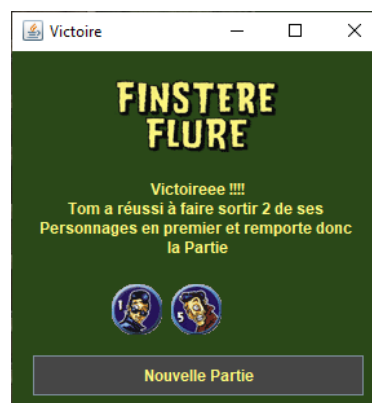 Victoire
FINSTERE
FLURE
Victoireee !!!!
Tom a réussi à faire sortir 2 de ses
Personnages en premier et remporte donc
la Partie
1
5
Nouvelle Partie